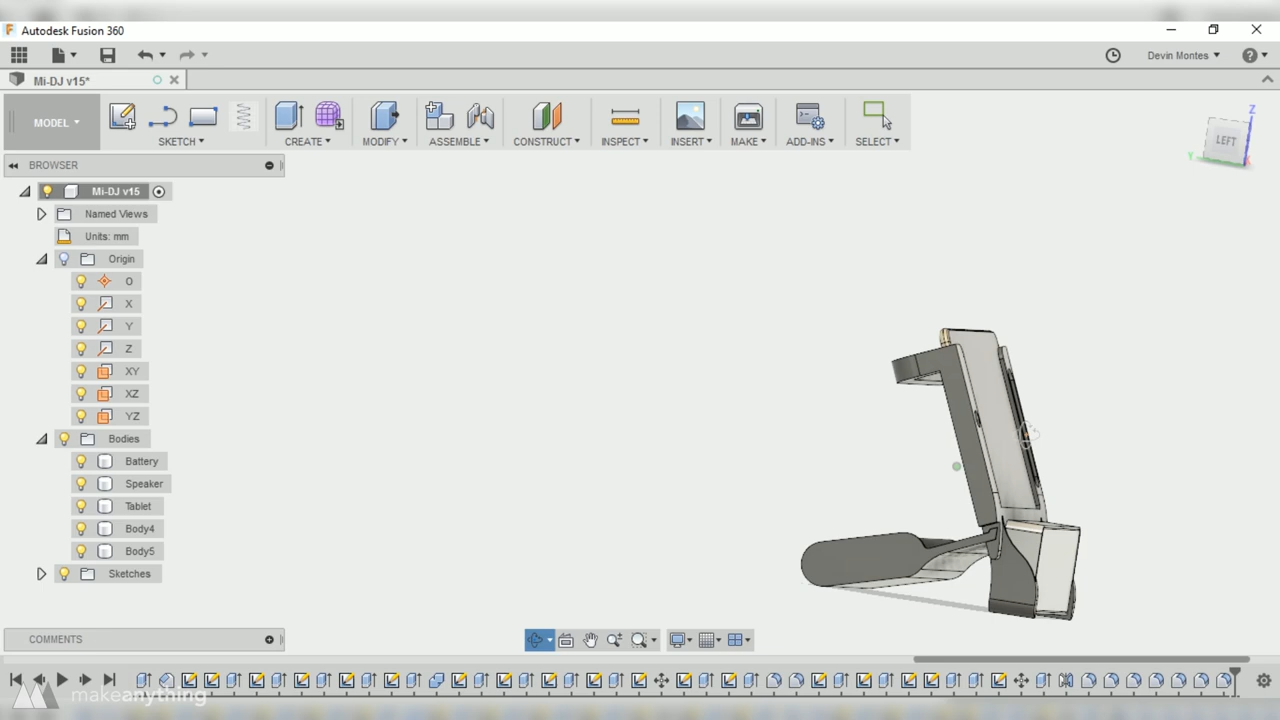 Autodesk Fusion 360
Devin Montes
Mi-DJ v15*
MODEL
SKETCH
CREATE
MODIFY
ASSEMBLE
CONSTRUCT
INSPECT
INSERT
MAKE
ADD-INS
SELECT
Z
LEFT
Y
X
BROWSER
Mi-DJ v15
Named Views
Units: mm
Origin
O
X
Y
Z
XY
XZ
YZ
Bodies
Battery
Speaker
Tablet
Body4
Body5
Sketches
COMMENTS
makeanything